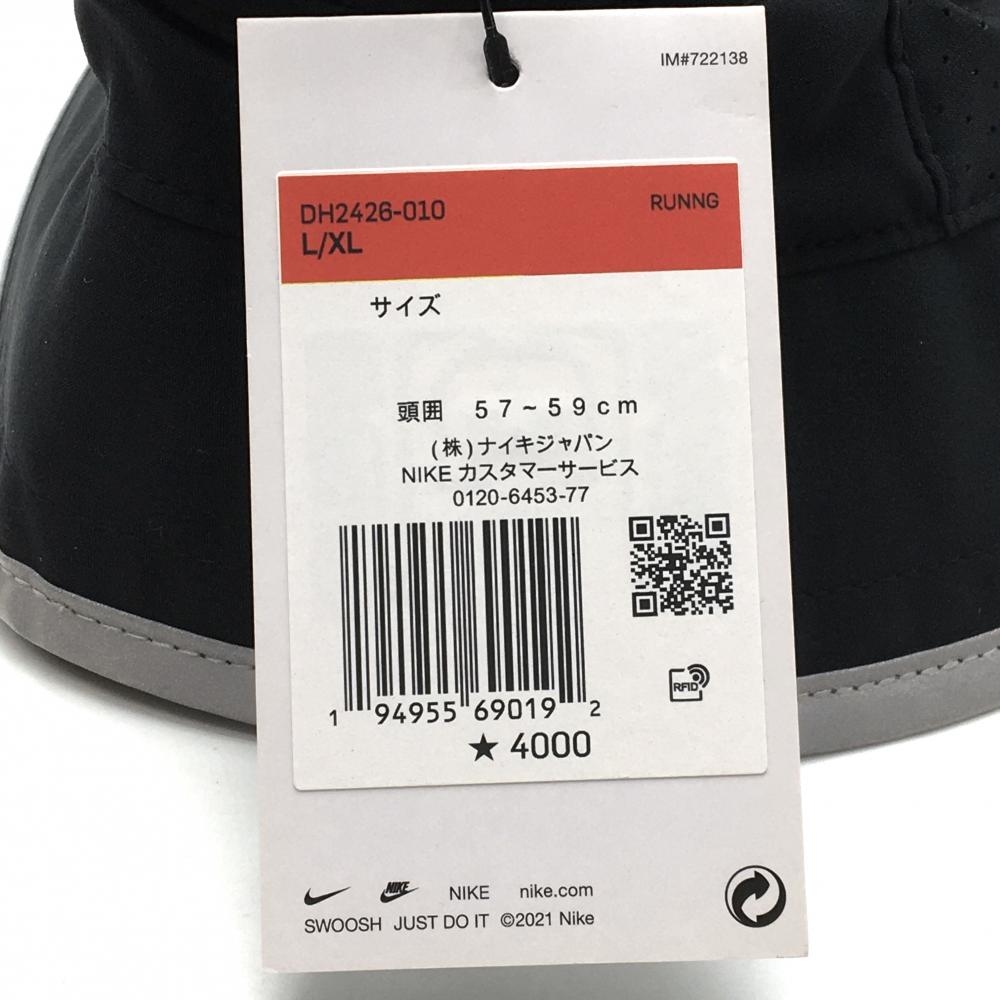 IM#722138
DH2426-010
RUNNG
L/XL
サイズ
頭囲 57~59cm
(株)ナイキジャパン
NIKE カスタマーサービス
0120-6453-77
1 94955 69019 2
RFID
★4000
NIKE NIKE nike.com
SWOOSH JUST DO IT ©2021 Nike